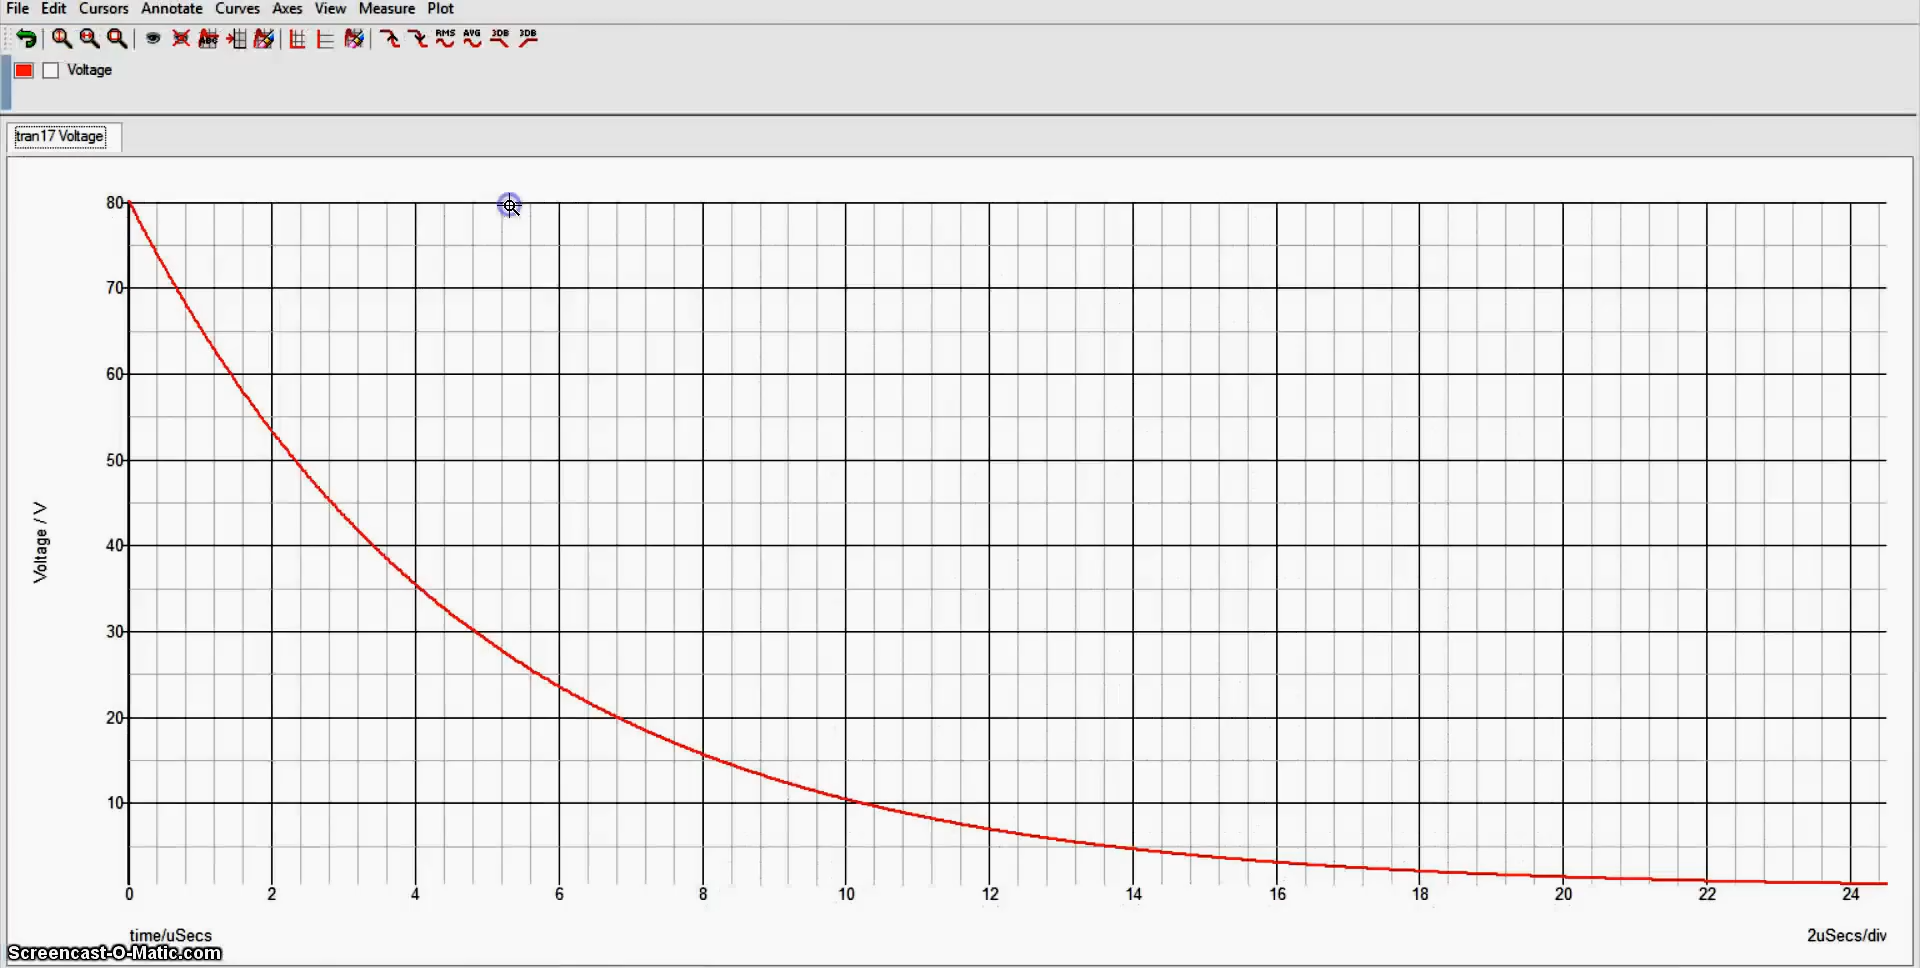 File Edit Cursors Annotate Curves Axes View Measure Plot
ABC RMS AVG 3DB 3DB
Voltage
tran17 Voltage
80
70
60
50
40
30
20
10
Voltage / V
0 2 4 6 8 10 12 14 16 18 20 22 24
time/uSecs 2uSecs/div
Screencast-O-Matic.com